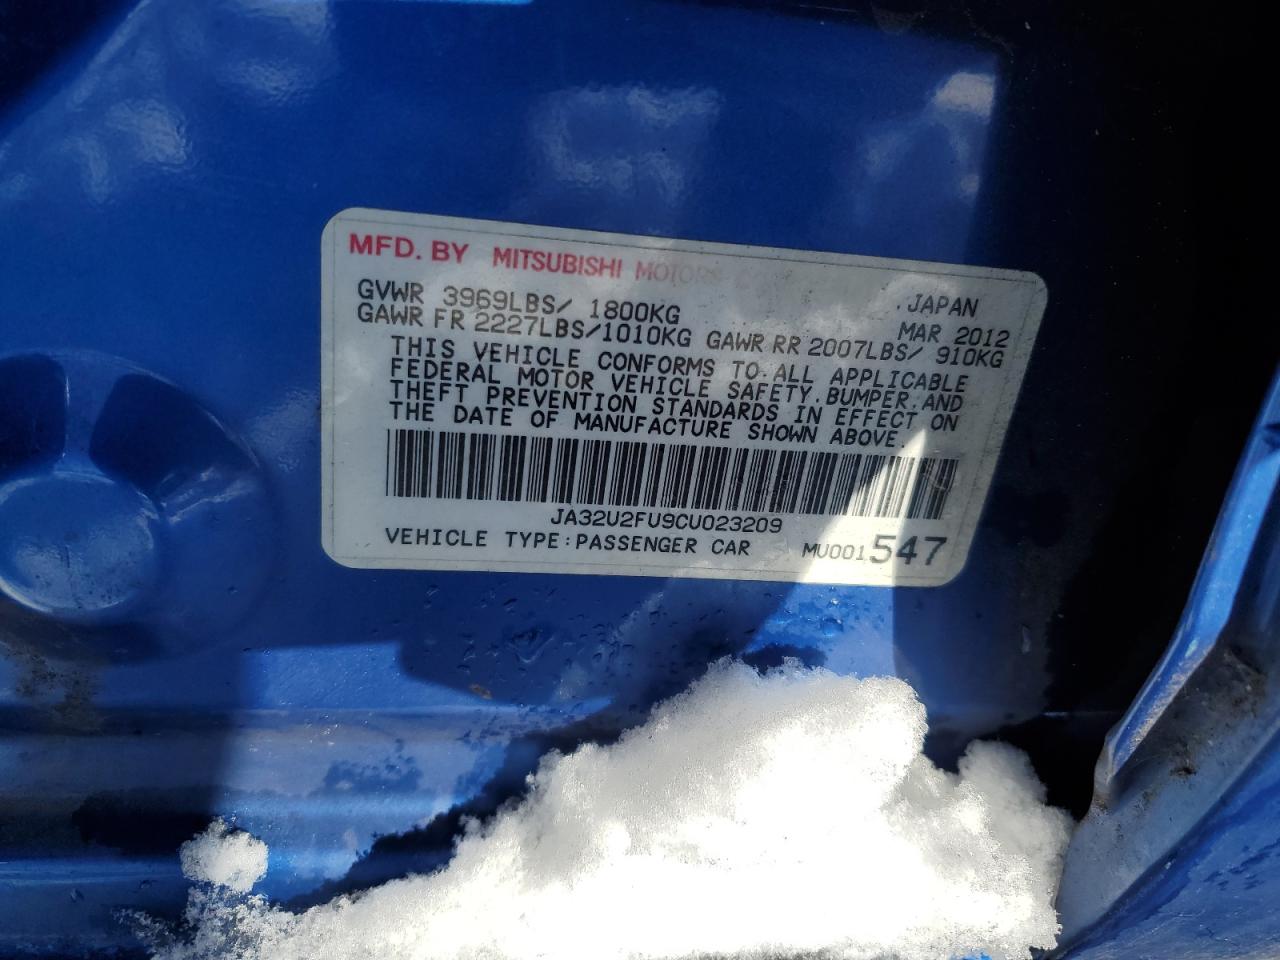 MFD. BY MITSUBISHI MOTORS
GVWR 3969LBS/ 1800KG JAPAN
MAR 2012
GAWR FR 2227LBS/1010KG GAWR RR 2007LBS/ 910KG
THIS VEHICLE CONFORMS TO ALL APPLICABLE
FEDERAL MOTOR VEHICLE SAFETY, BUMPER, AND
THEFT PREVENTION STANDARDS IN EFFECT ON
THE DATE OF MANUFACTURE SHOWN ABOVE.
JA32U2FU9CU023209
VEHICLE TYPE:PASSENGER CAR MU001547